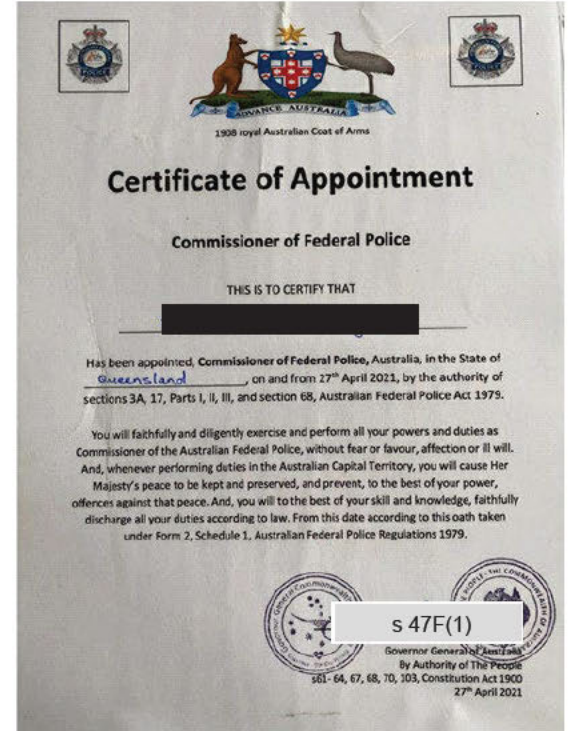 POLICE
POLICE
ADVANCE AUSTRALIA
1908 royal Australian Coat of Arms
Certificate of Appointment
Commissioner of Federal Police
THIS IS TO CERTIFY THAT
Has been appointed, Commissioner of Federal Police, Australia, in the State of
Queensland, on and from 27th April 2021, by the authority of
sections 3A, 17, Parts I, II, III, and section 68, Australian Federal Police Act 1979.
You will faithfully and diligently exercise and perform all your powers and duties as
Commissioner of the Australian Federal Police, without fear or favour, affection or ill will.
And, whenever performing duties in the Australian Capital Territory, you will cause Her
Majesty's peace to be kept and preserved, and prevent, to the best of your power,
offences against that peace. And, you will to the best of your skill and knowledge, faithfully
discharge all your duties according to law. From this date according to this oath taken
under Form 2, Schedule 1, Australian Federal Police Regulations 1979.
s 47F(1)
Governor General of Australia
By Authority of The People
s61- 64, 67, 68, 70, 103, Constitution Act 1900
27th April 2021